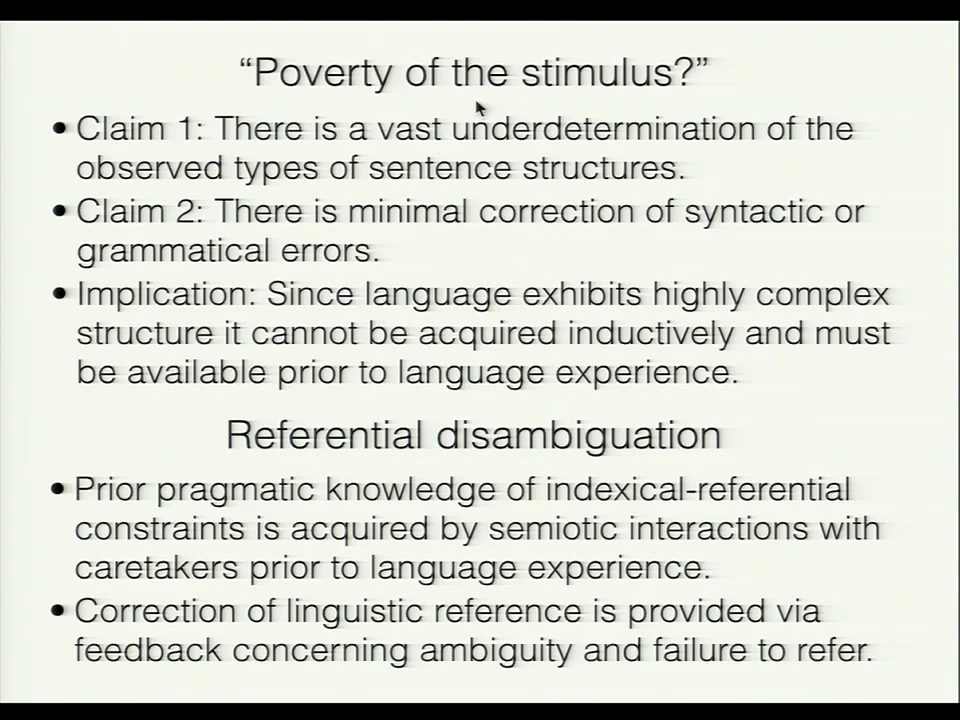 “Poverty of the stimulus?”
• Claim 1: There is a vast underdetermination of the
observed types of sentence structures.
• Claim 2: There is minimal correction of syntactic or
grammatical errors.
• Implication: Since language exhibits highly complex
structure it cannot be acquired inductively and must
be available prior to language experience.
Referential disambiguation
• Prior pragmatic knowledge of indexical-referential
constraints is acquired by semiotic interactions with
caretakers prior to language experience.
• Correction of linguistic reference is provided via
feedback concerning ambiguity and failure to refer.